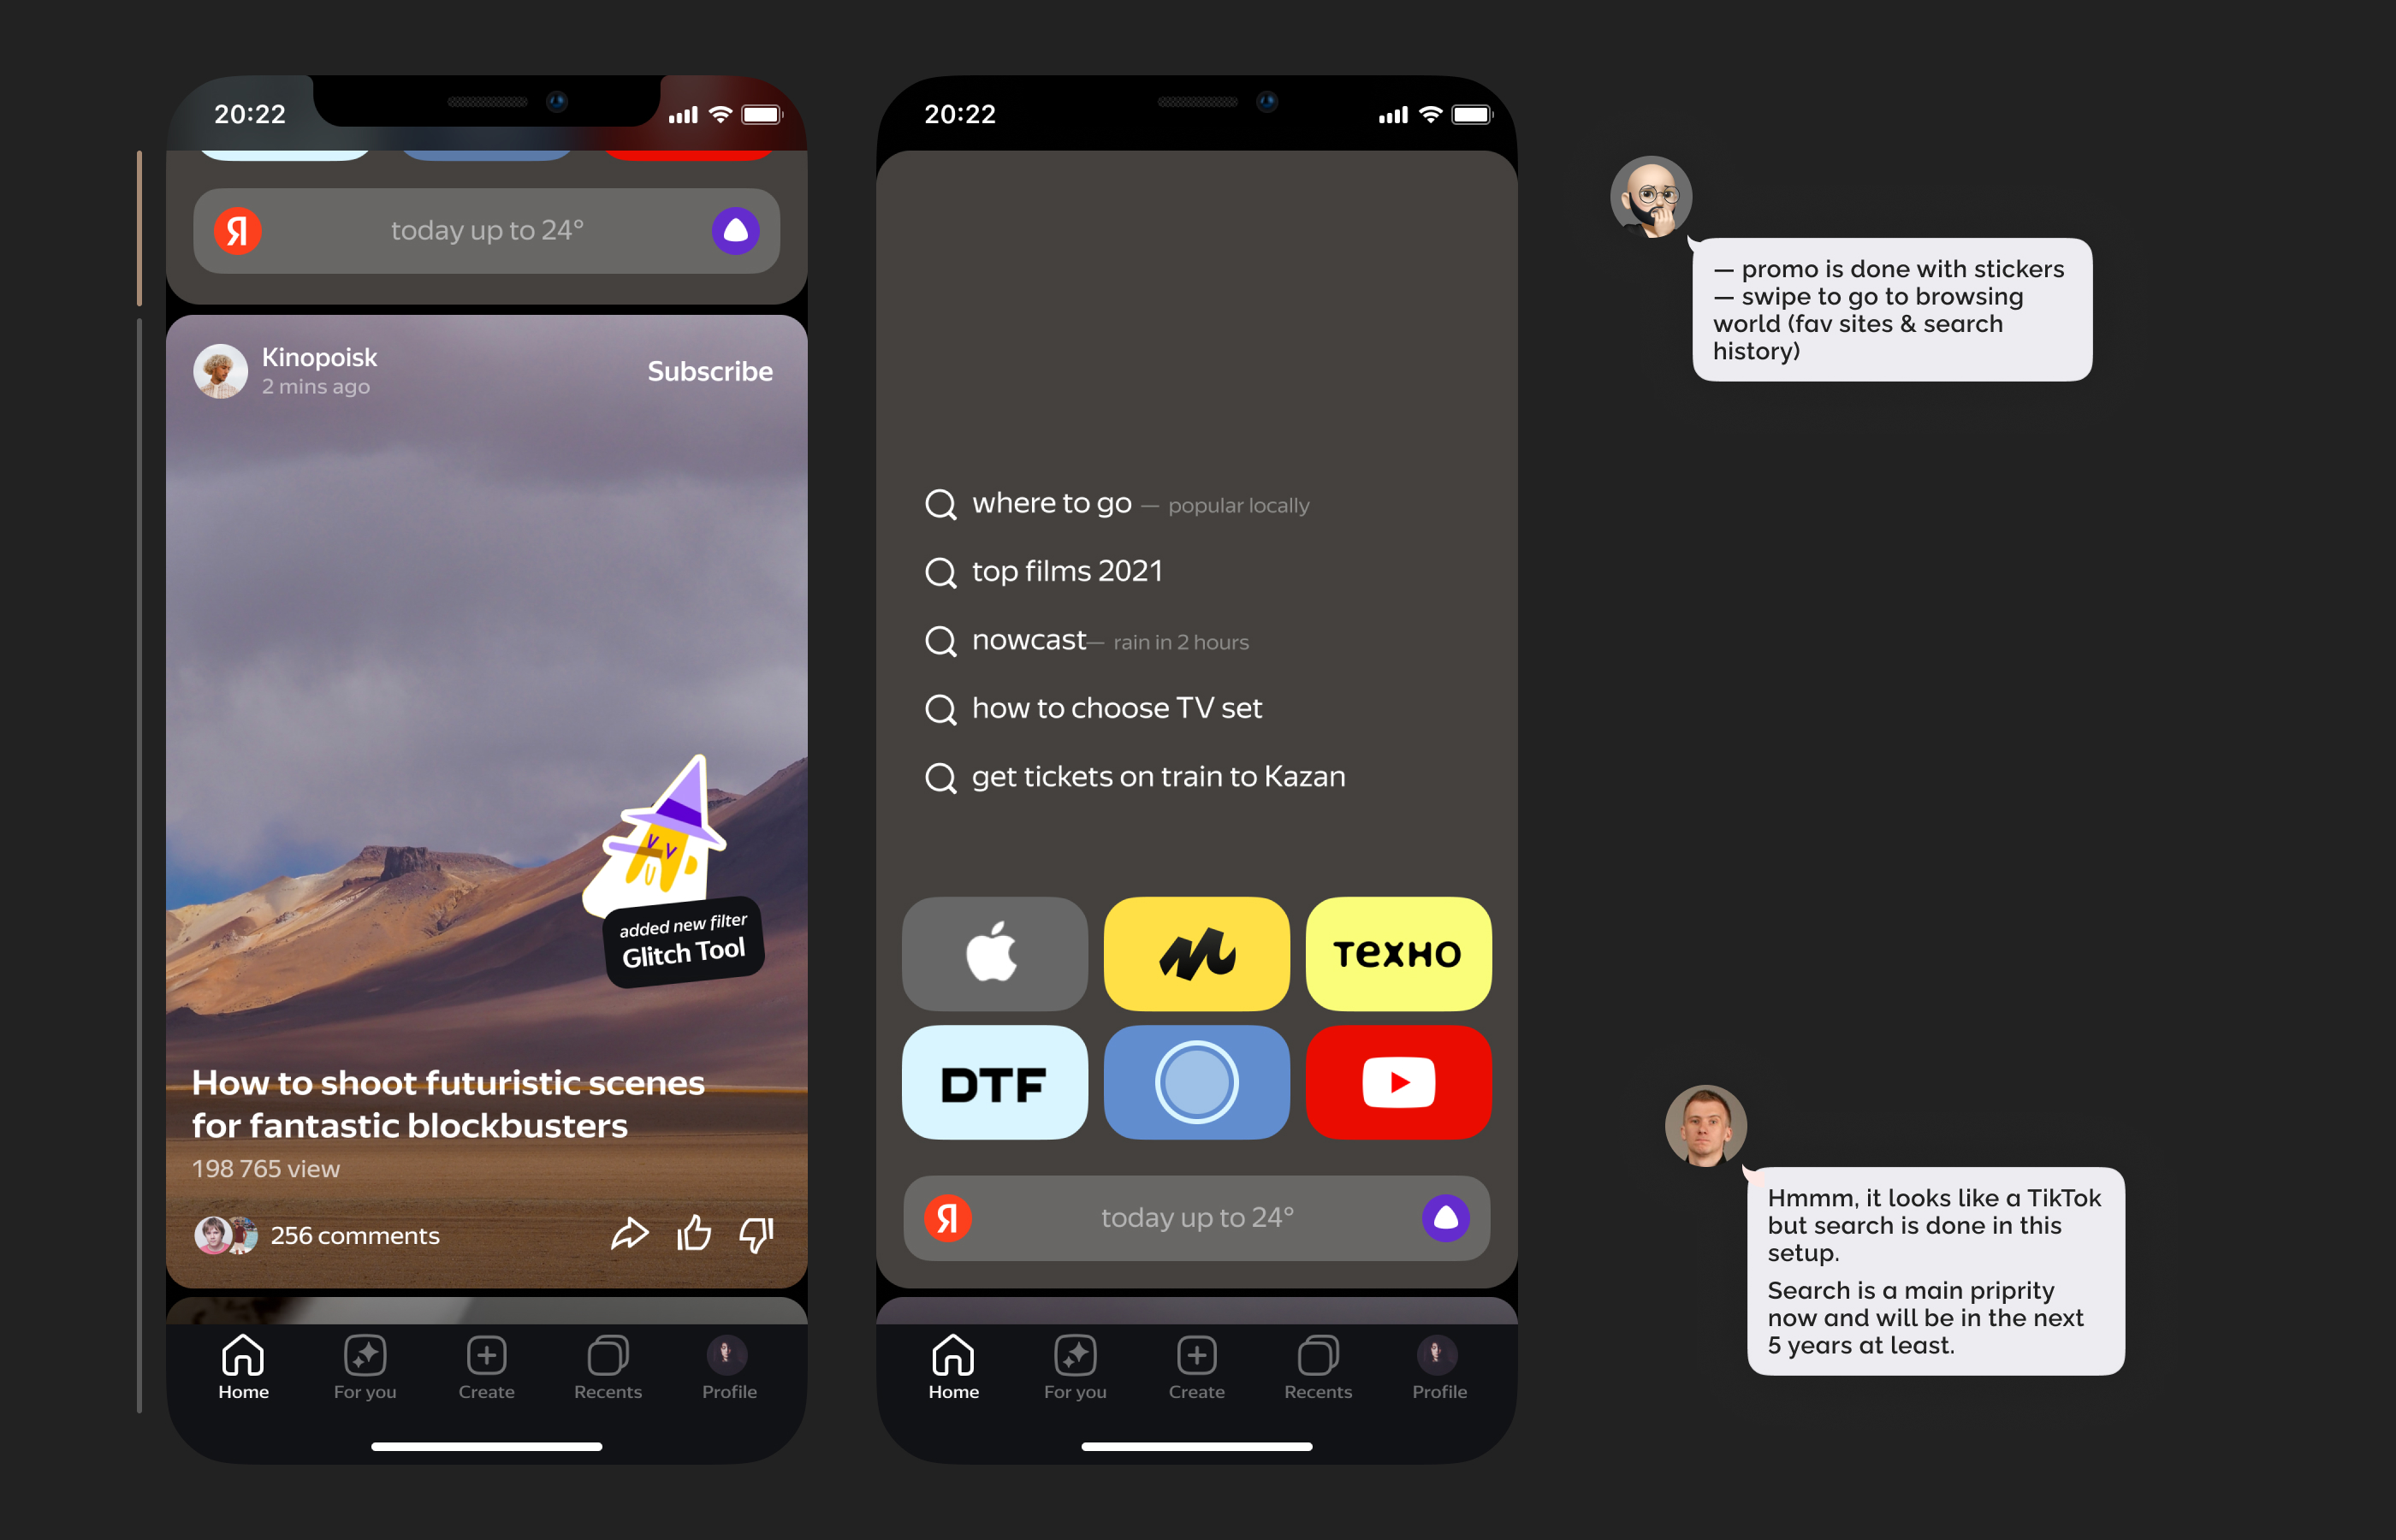 20:22
Я
today up to 24°
Kinopoisk
2 mins ago
Subscribe
added new filter
Glitch Tool
How to shoot futuristic scenes
for fantastic blockbusters
198 765 view
256 comments
Home
For you
Create
Recents
Profile
20:22
where to go — popular locally
top films 2021
nowcast— rain in 2 hours
how to choose TV set
get tickets on train to Kazan
м
техно
DTF
Я
today up to 24°
Home
For you
Create
Recents
Profile
— promo is done with stickers
— swipe to go to browsing
world (fav sites & search
history)
Hmmm, it looks like a TikTok
but search is done in this
setup.
Search is a main priprity
now and will be in the next
5 years at least.